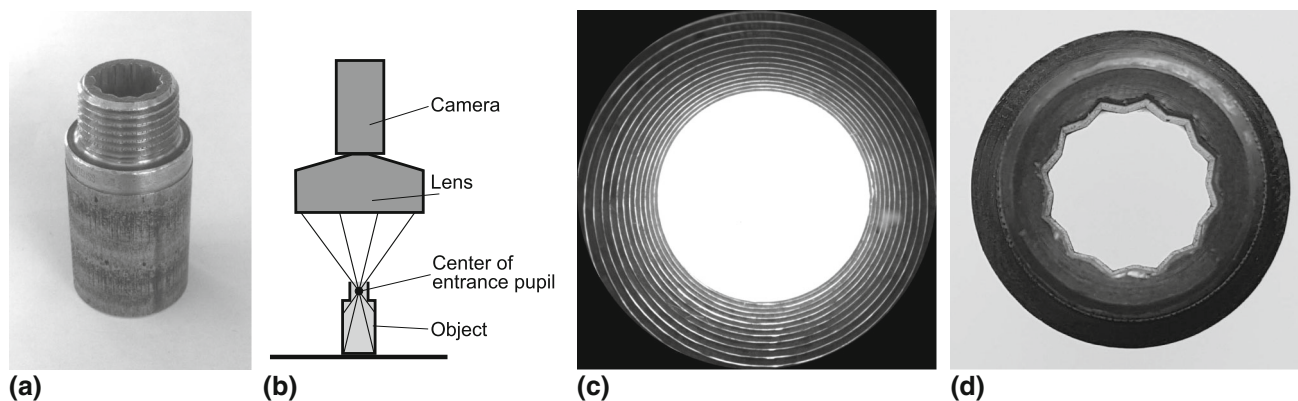 Camera
Lens
Center of
entrance pupil
Object
(a)
(b)
(c)
(d)